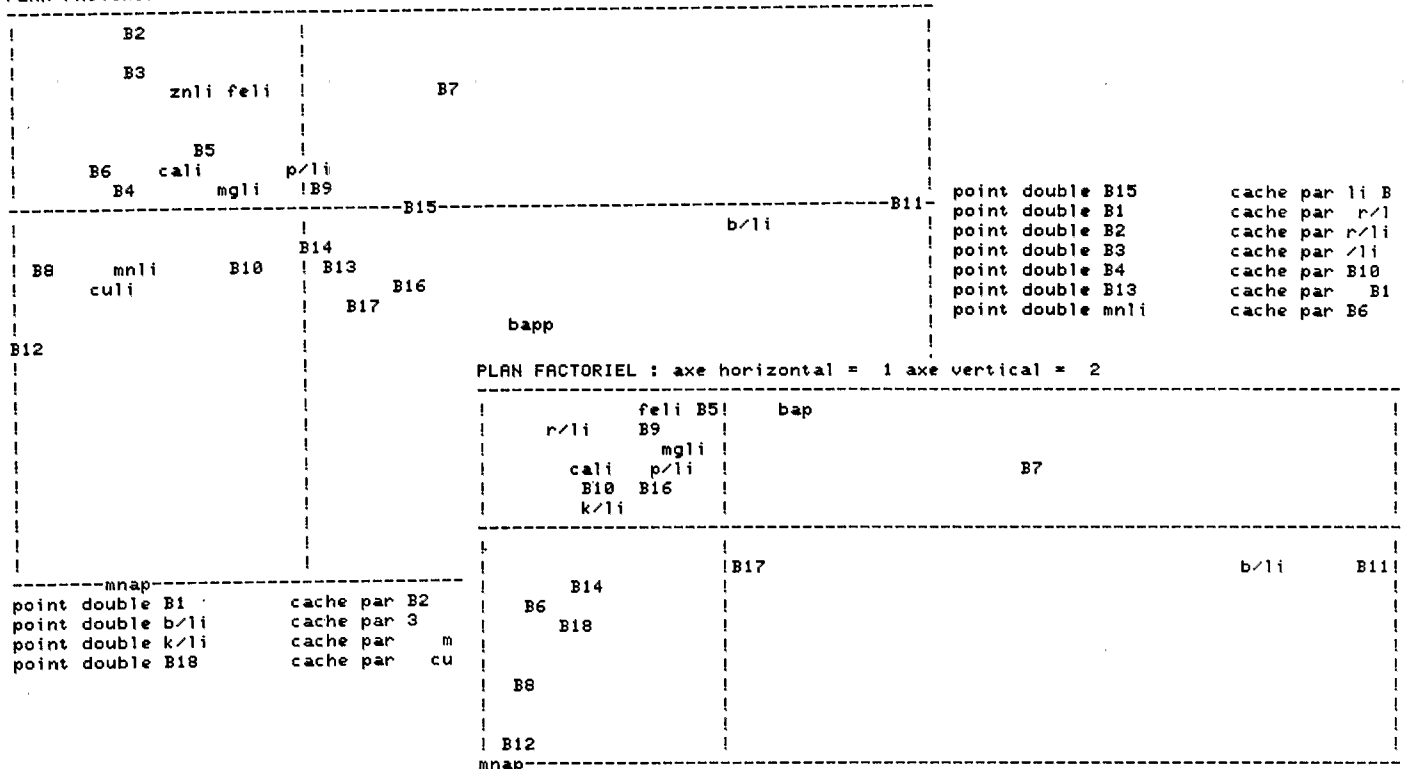 B2
B3
znli feli B7
B5
B6 cali p/li
B4 mgli B9
B15 B11
b/li
B14
B8 mnli B10 B13
culi B16
B17
bapp
B12
mnap
point double B1 cache par B2
point double b/li cache par 3
point double k/li cache par m
point double B18 cache par cu
point double B15 cache par li B
point double B1 cache par r/l
point double B2 cache par r/li
point double B3 cache par /li
point double B4 cache par B10
point double B13 cache par B1
point double mnli cache par B6
PLAN FACTORIEL : axe horizontal = 1 axe vertical = 2
feli B5 bap
r/li B9
mgli
cali p/li B7
B10 B16
k/li
B17 b/li B11
B14
B6
B18
B8
B12
mnap